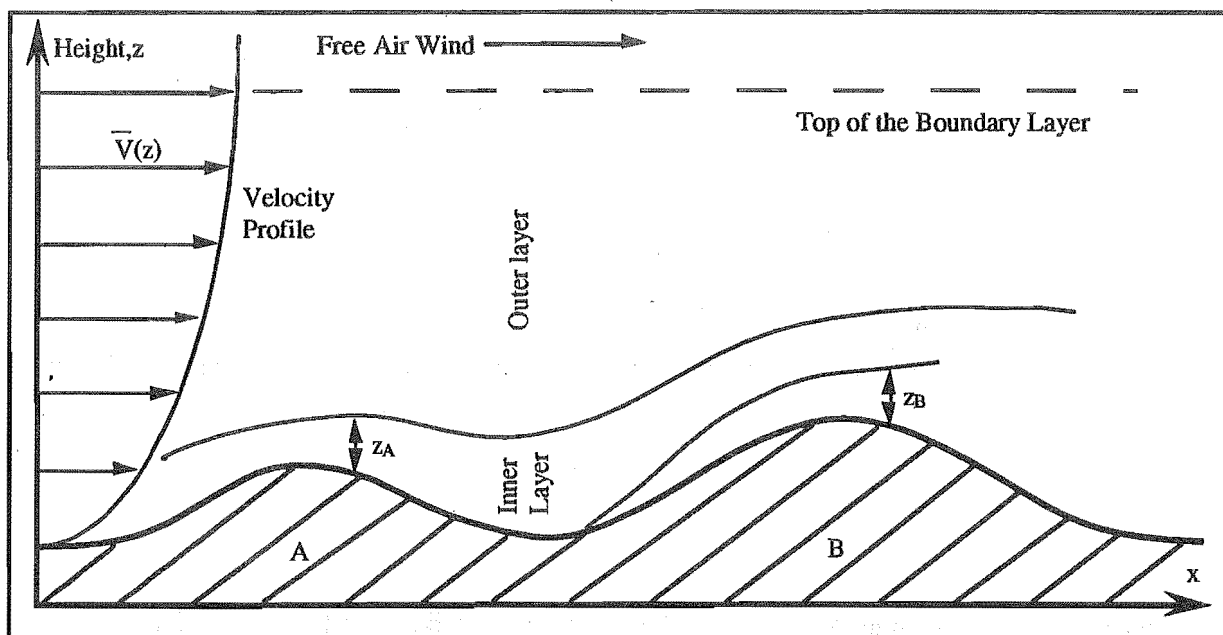 Height,z
Free Air Wind
Top of the Boundary Layer
V̅(z)
Velocity
Profile
Outer layer
zB
zA
Inner
Layer
A
B
x